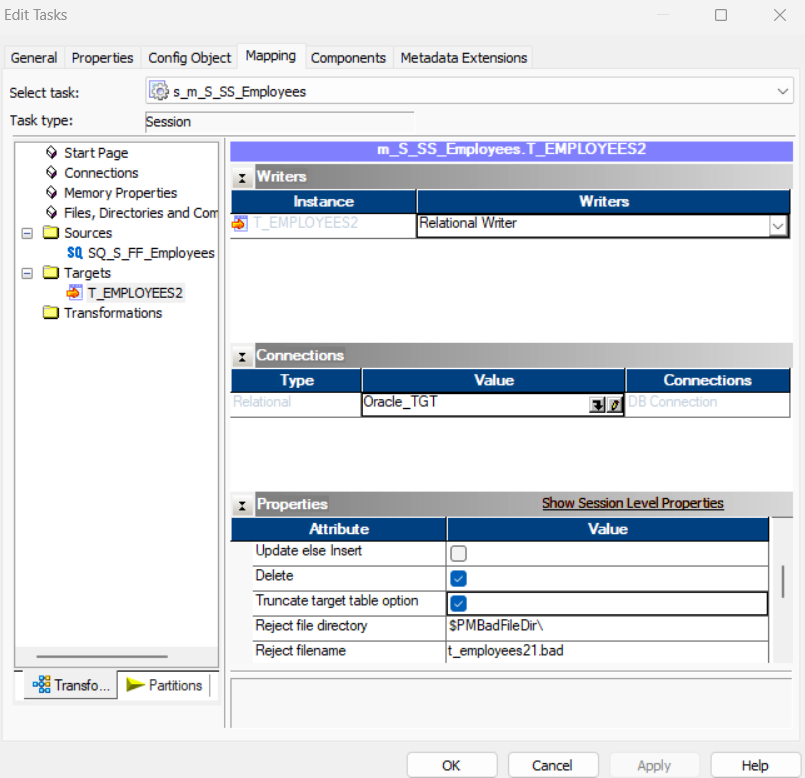 Edit Tasks
General Properties Config Object Mapping Components Metadata Extensions
Select task: s_m_S_SS_Employees
Task type: Session
Start Page
Connections
Memory Properties
Files, Directories and Com
Sources
SQ SQ_S_FF_Employees
Targets
T_EMPLOYEES2
Transformations
Transfo... Partitions
m_S_SS_Employees.T_EMPLOYEES2
Writers
Instance Writers
T_EMPLOYEES2 Relational Writer
Connections
Type Value Connections
Relational Oracle_TGT DB Connection
Properties Show Session Level Properties
Attribute Value
Update else Insert
Delete
Truncate target table option
Reject file directory $PMBadFileDir\
Reject filename t_employees21.bad
OK Cancel Apply Help